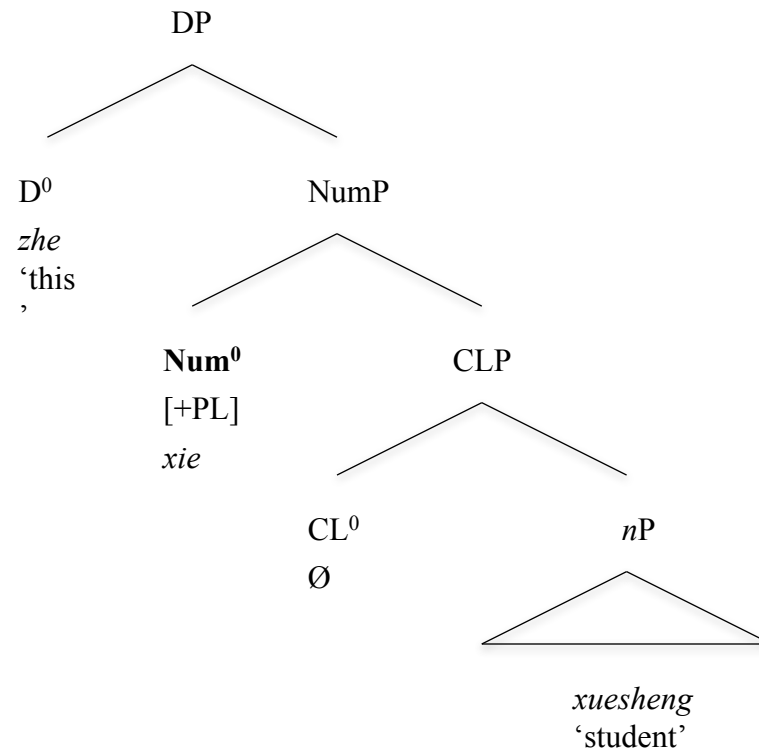 DP
D⁰ NumP
zhe
‘this
’
Num⁰ CLP
[+PL]
xie
CL⁰ nP
Ø
xuesheng
‘student’